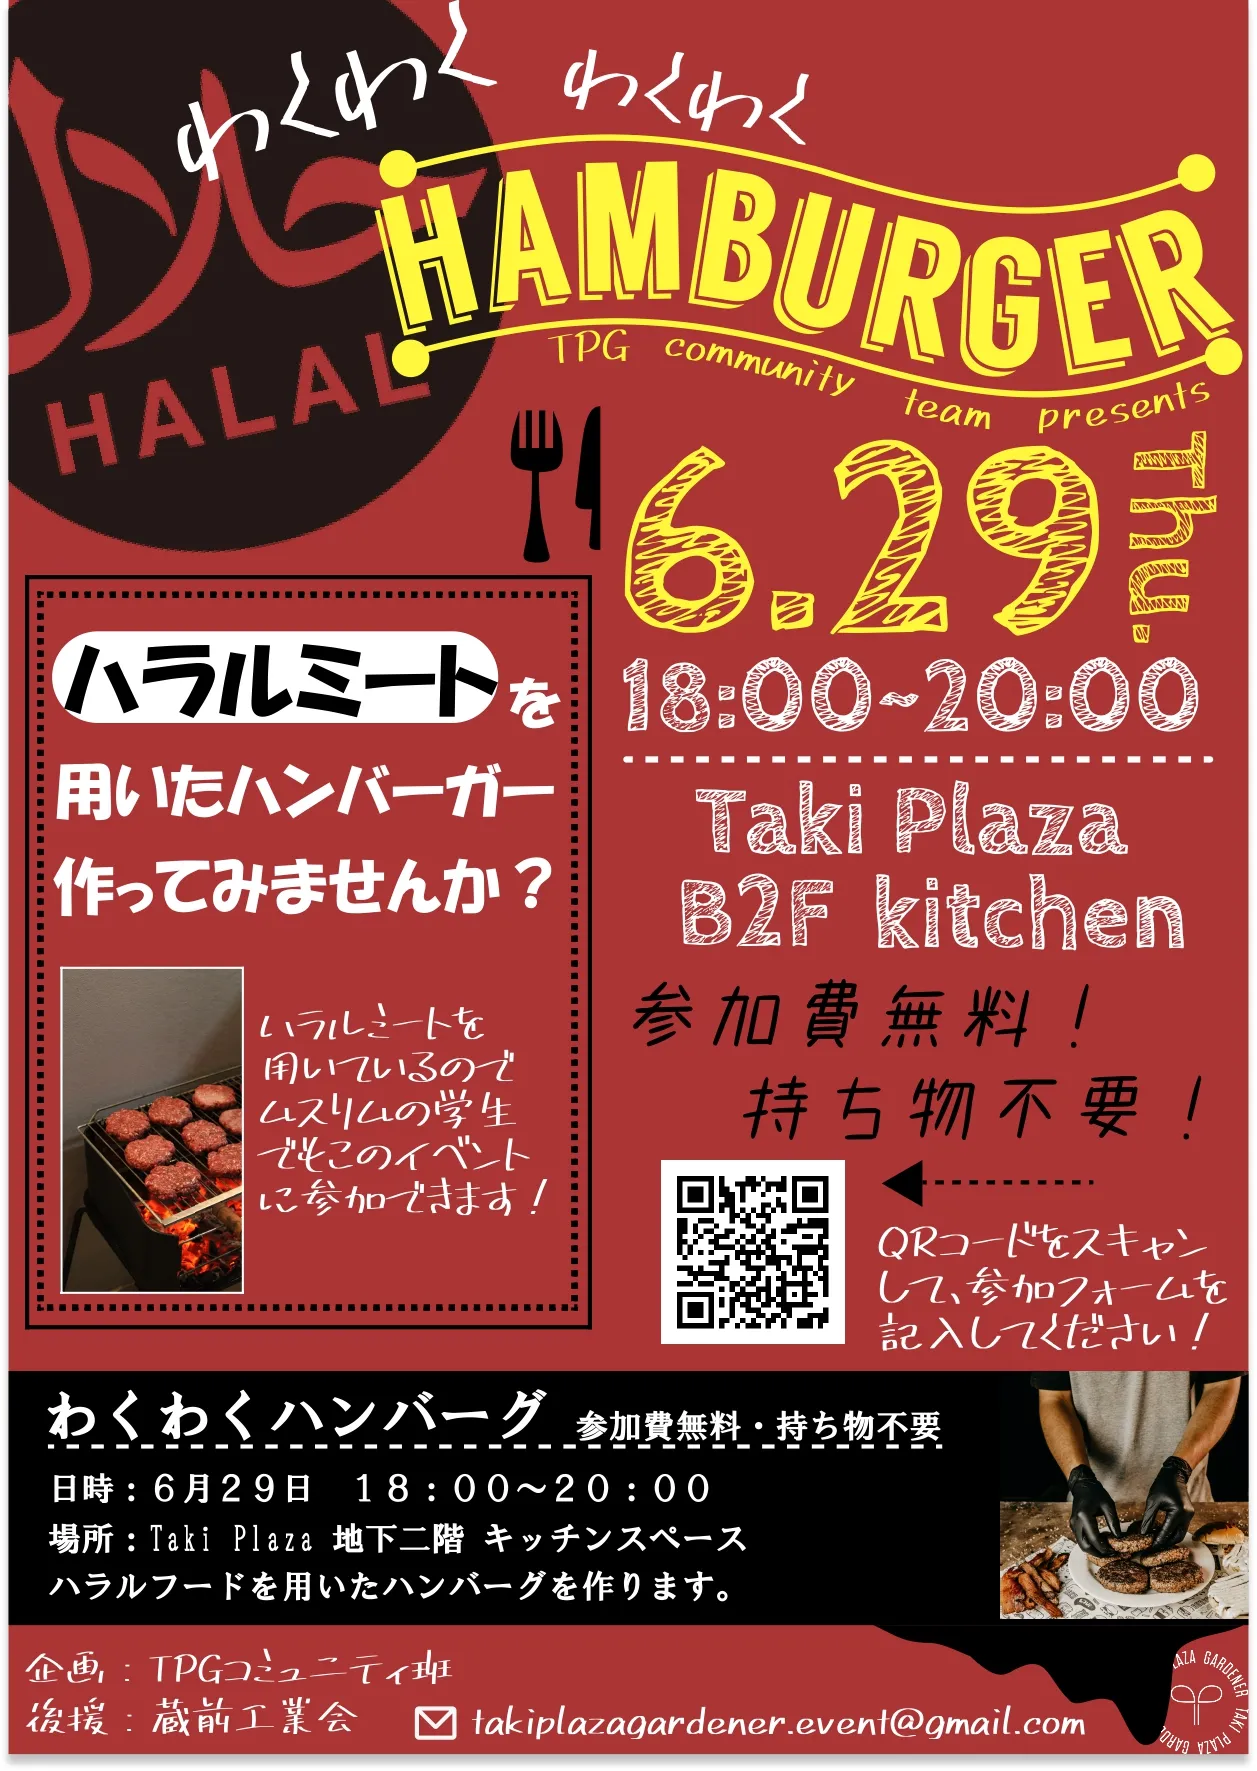 わくわく わくわく
حلال
HALAL
HAMBURGER
TPG community team presents
6.29 Thu.
18:00~20:00
Taki Plaza
B2F kitchen
ハラルミートを
用いたハンバーガー
作ってみませんか？
ハラルミートを
用いているので
ムスリムの学生
でもこのイベント
に参加できます！
参加費無料！
持ち物不要！
QRコードをスキャン
して、参加フォームを
記入してください！
わくわくハンバーグ 参加費無料・持ち物不要
日時：６月２９日　１８：００～２０：００
場所：Taki Plaza 地下二階 キッチンスペース
ハラルフードを用いたハンバーグを作ります。
企画：TPGコミュニティ班
後援：蔵前工業会
takiplazagardener.event@gmail.com
LAZA GARDENER TAKI PLAZA GARD